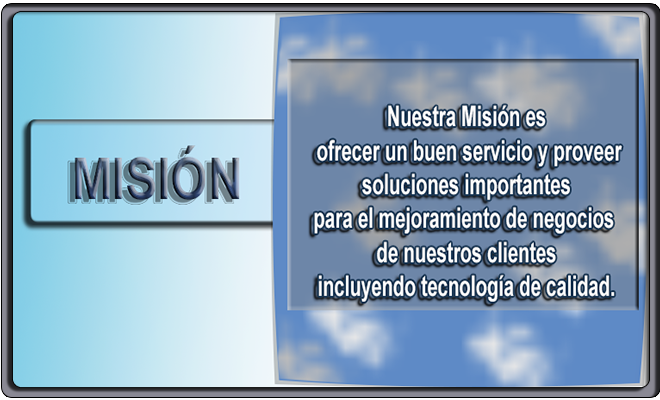 MISIÓN
Nuestra Misión es
ofrecer un buen servicio y proveer
soluciones importantes
para el mejoramiento de negocios
de nuestros clientes
incluyendo tecnología de calidad.